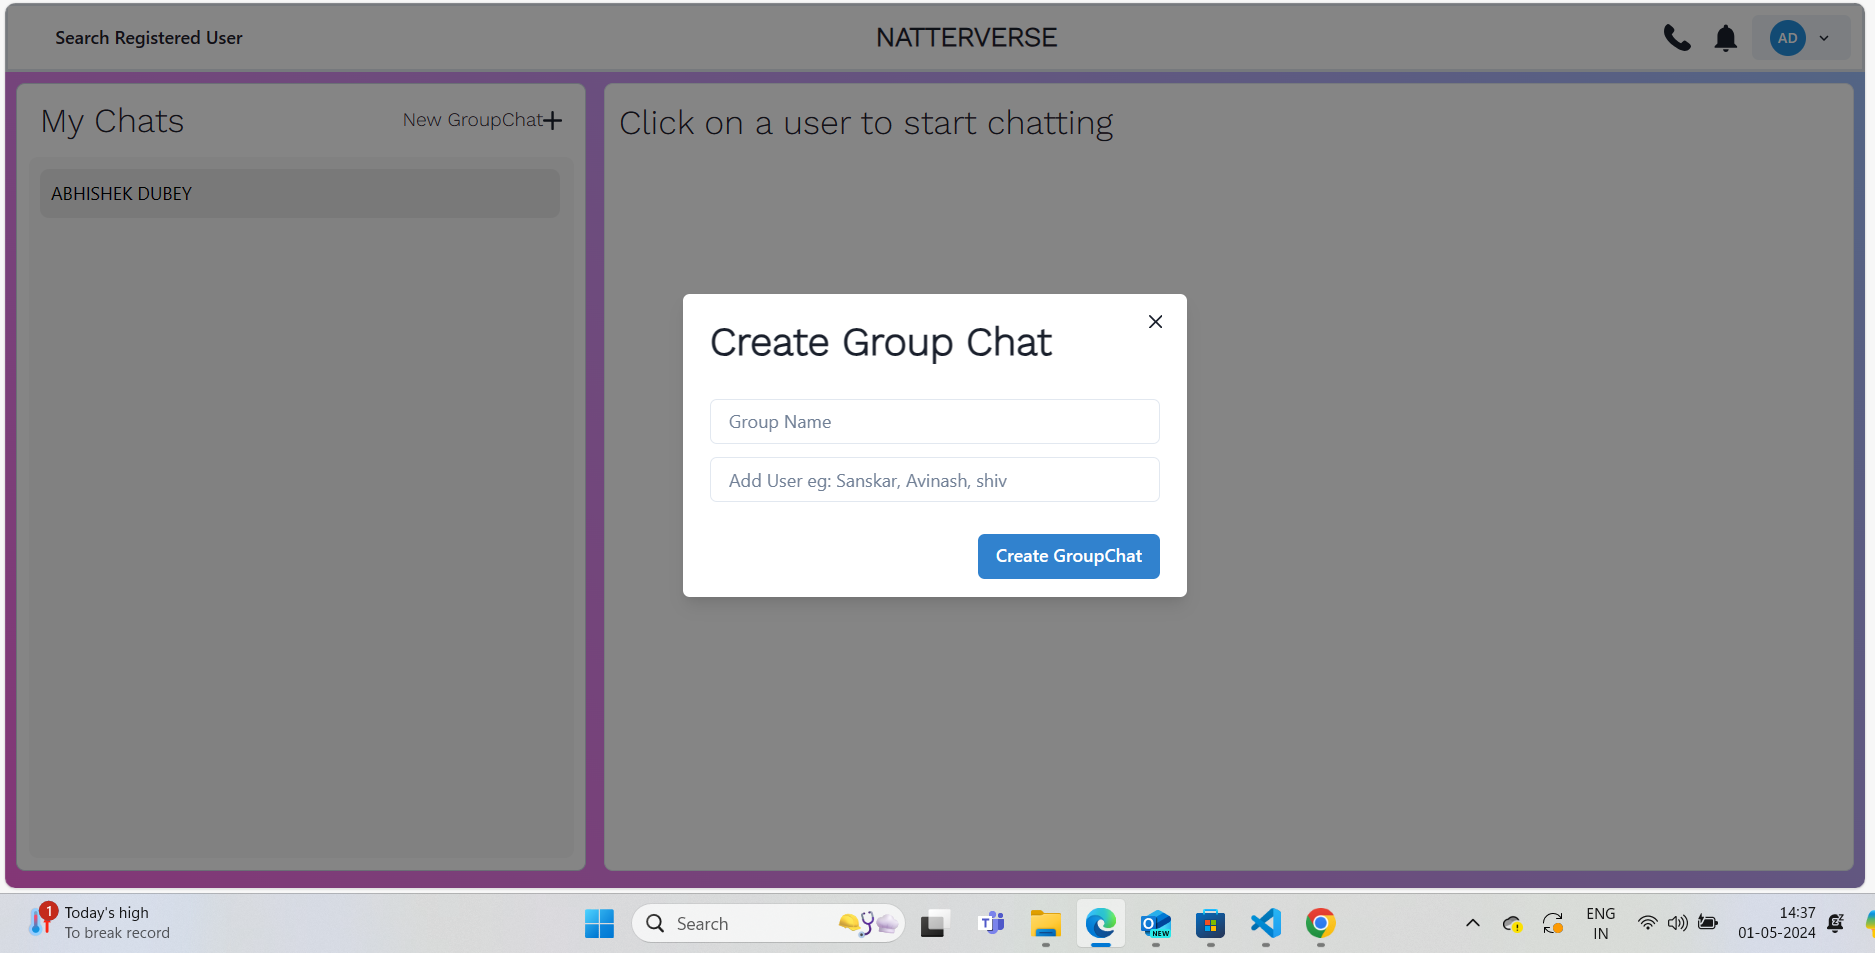 Search Registered User
NATTERVERSE
AD
My Chats
New GroupChat
Click on a user to start chatting
ABHISHEK DUBEY
Create Group Chat
Group Name
Add User eg: Sanskar, Avinash, shiv
Create GroupChat
1
Today's high
To break record
Search
NEW
ENG
IN
14:37
01-05-2024